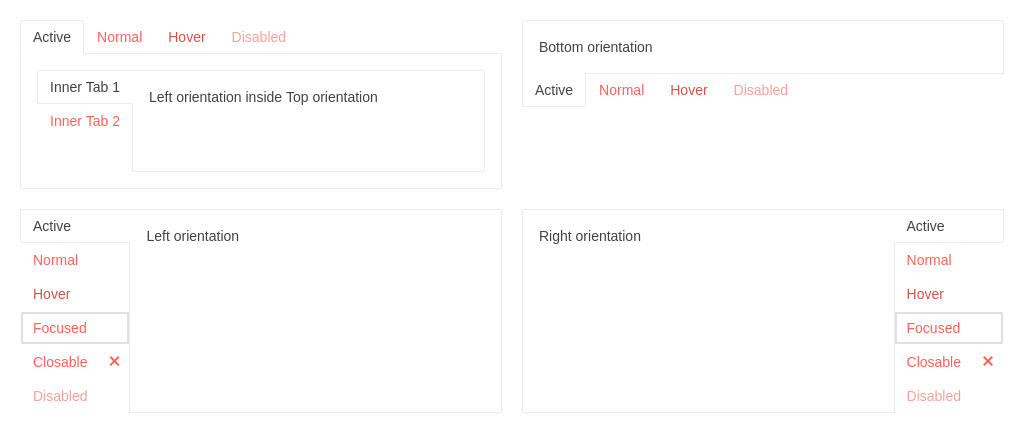 Active Normal Hover Disabled
Inner Tab 1
Inner Tab 2
Left orientation inside Top orientation
Bottom orientation
Active Normal Hover Disabled
Active
Normal
Hover
Focused
Closable ✕
Disabled
Left orientation
Right orientation
Active
Normal
Hover
Focused
Closable ✕
Disabled